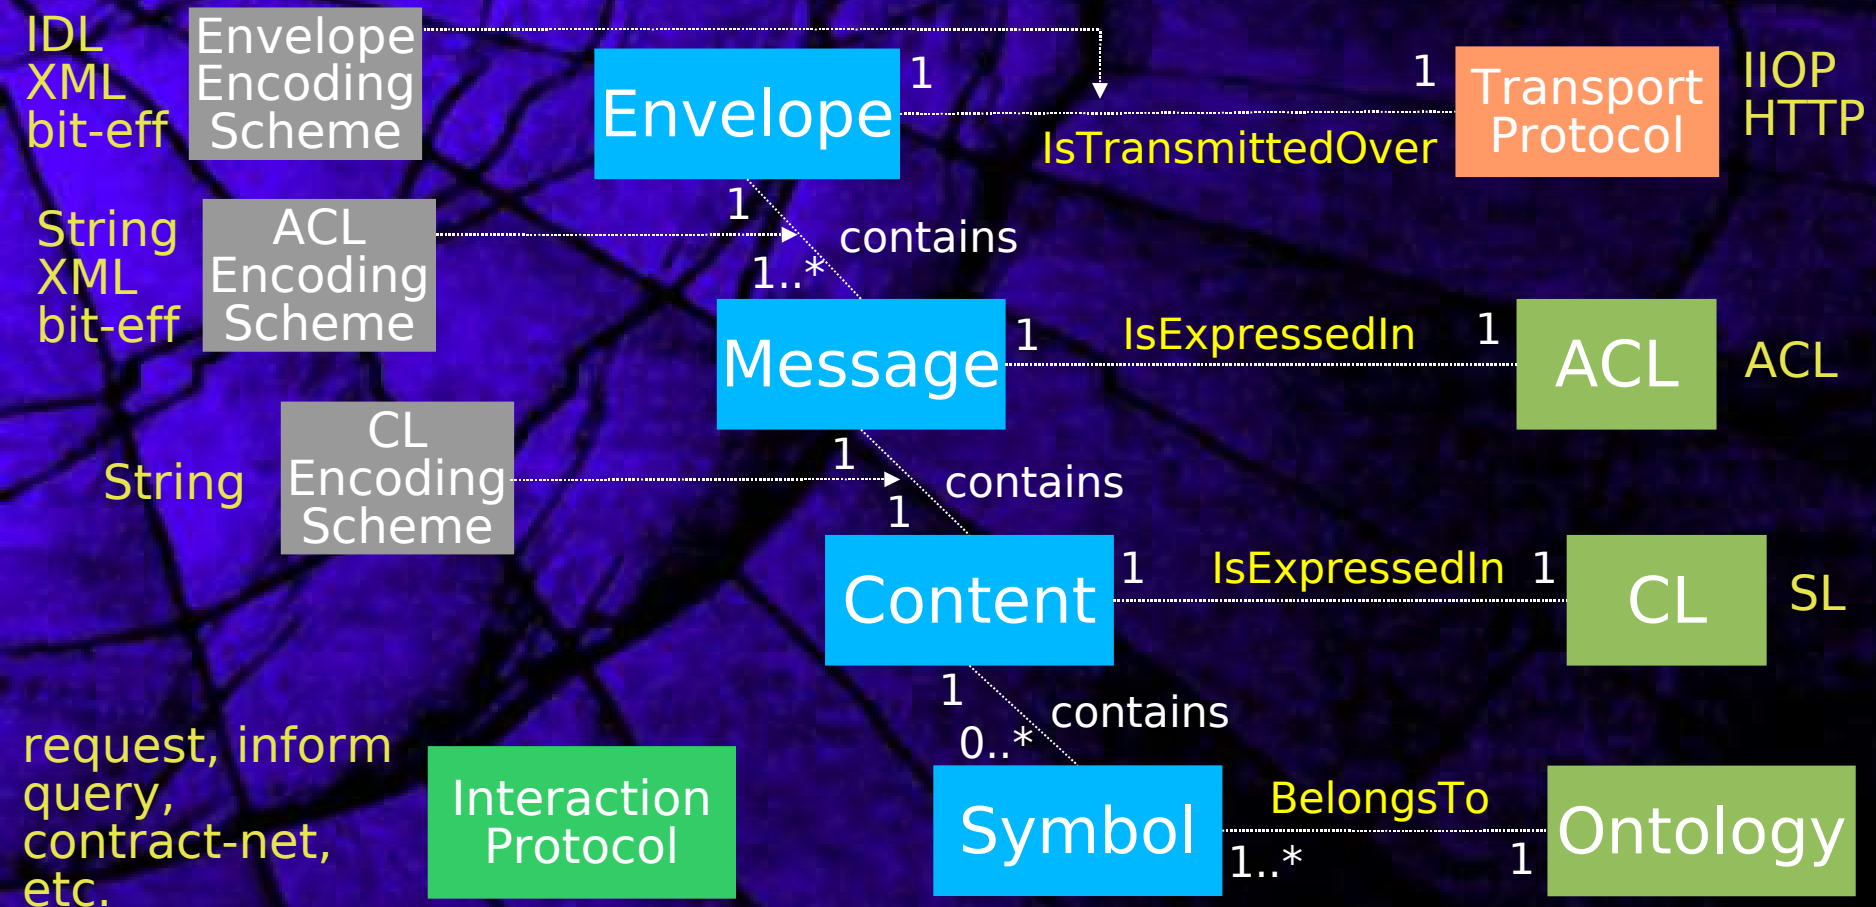 IDL
XML
bit-eff
Envelope
Encoding
Scheme
Envelope
1
1
IsTransmittedOver
Transport
Protocol
IIOP
HTTP
String
XML
bit-eff
ACL
Encoding
Scheme
1
contains
1..*
Message
1
IsExpressedIn
1
ACL
ACL
String
CL
Encoding
Scheme
1
contains
1
Content
1
IsExpressedIn
1
CL
SL
1
contains
0..*
request, inform
query,
contract-net,
etc.
Interaction
Protocol
Symbol
BelongsTo
1..*
1
Ontology